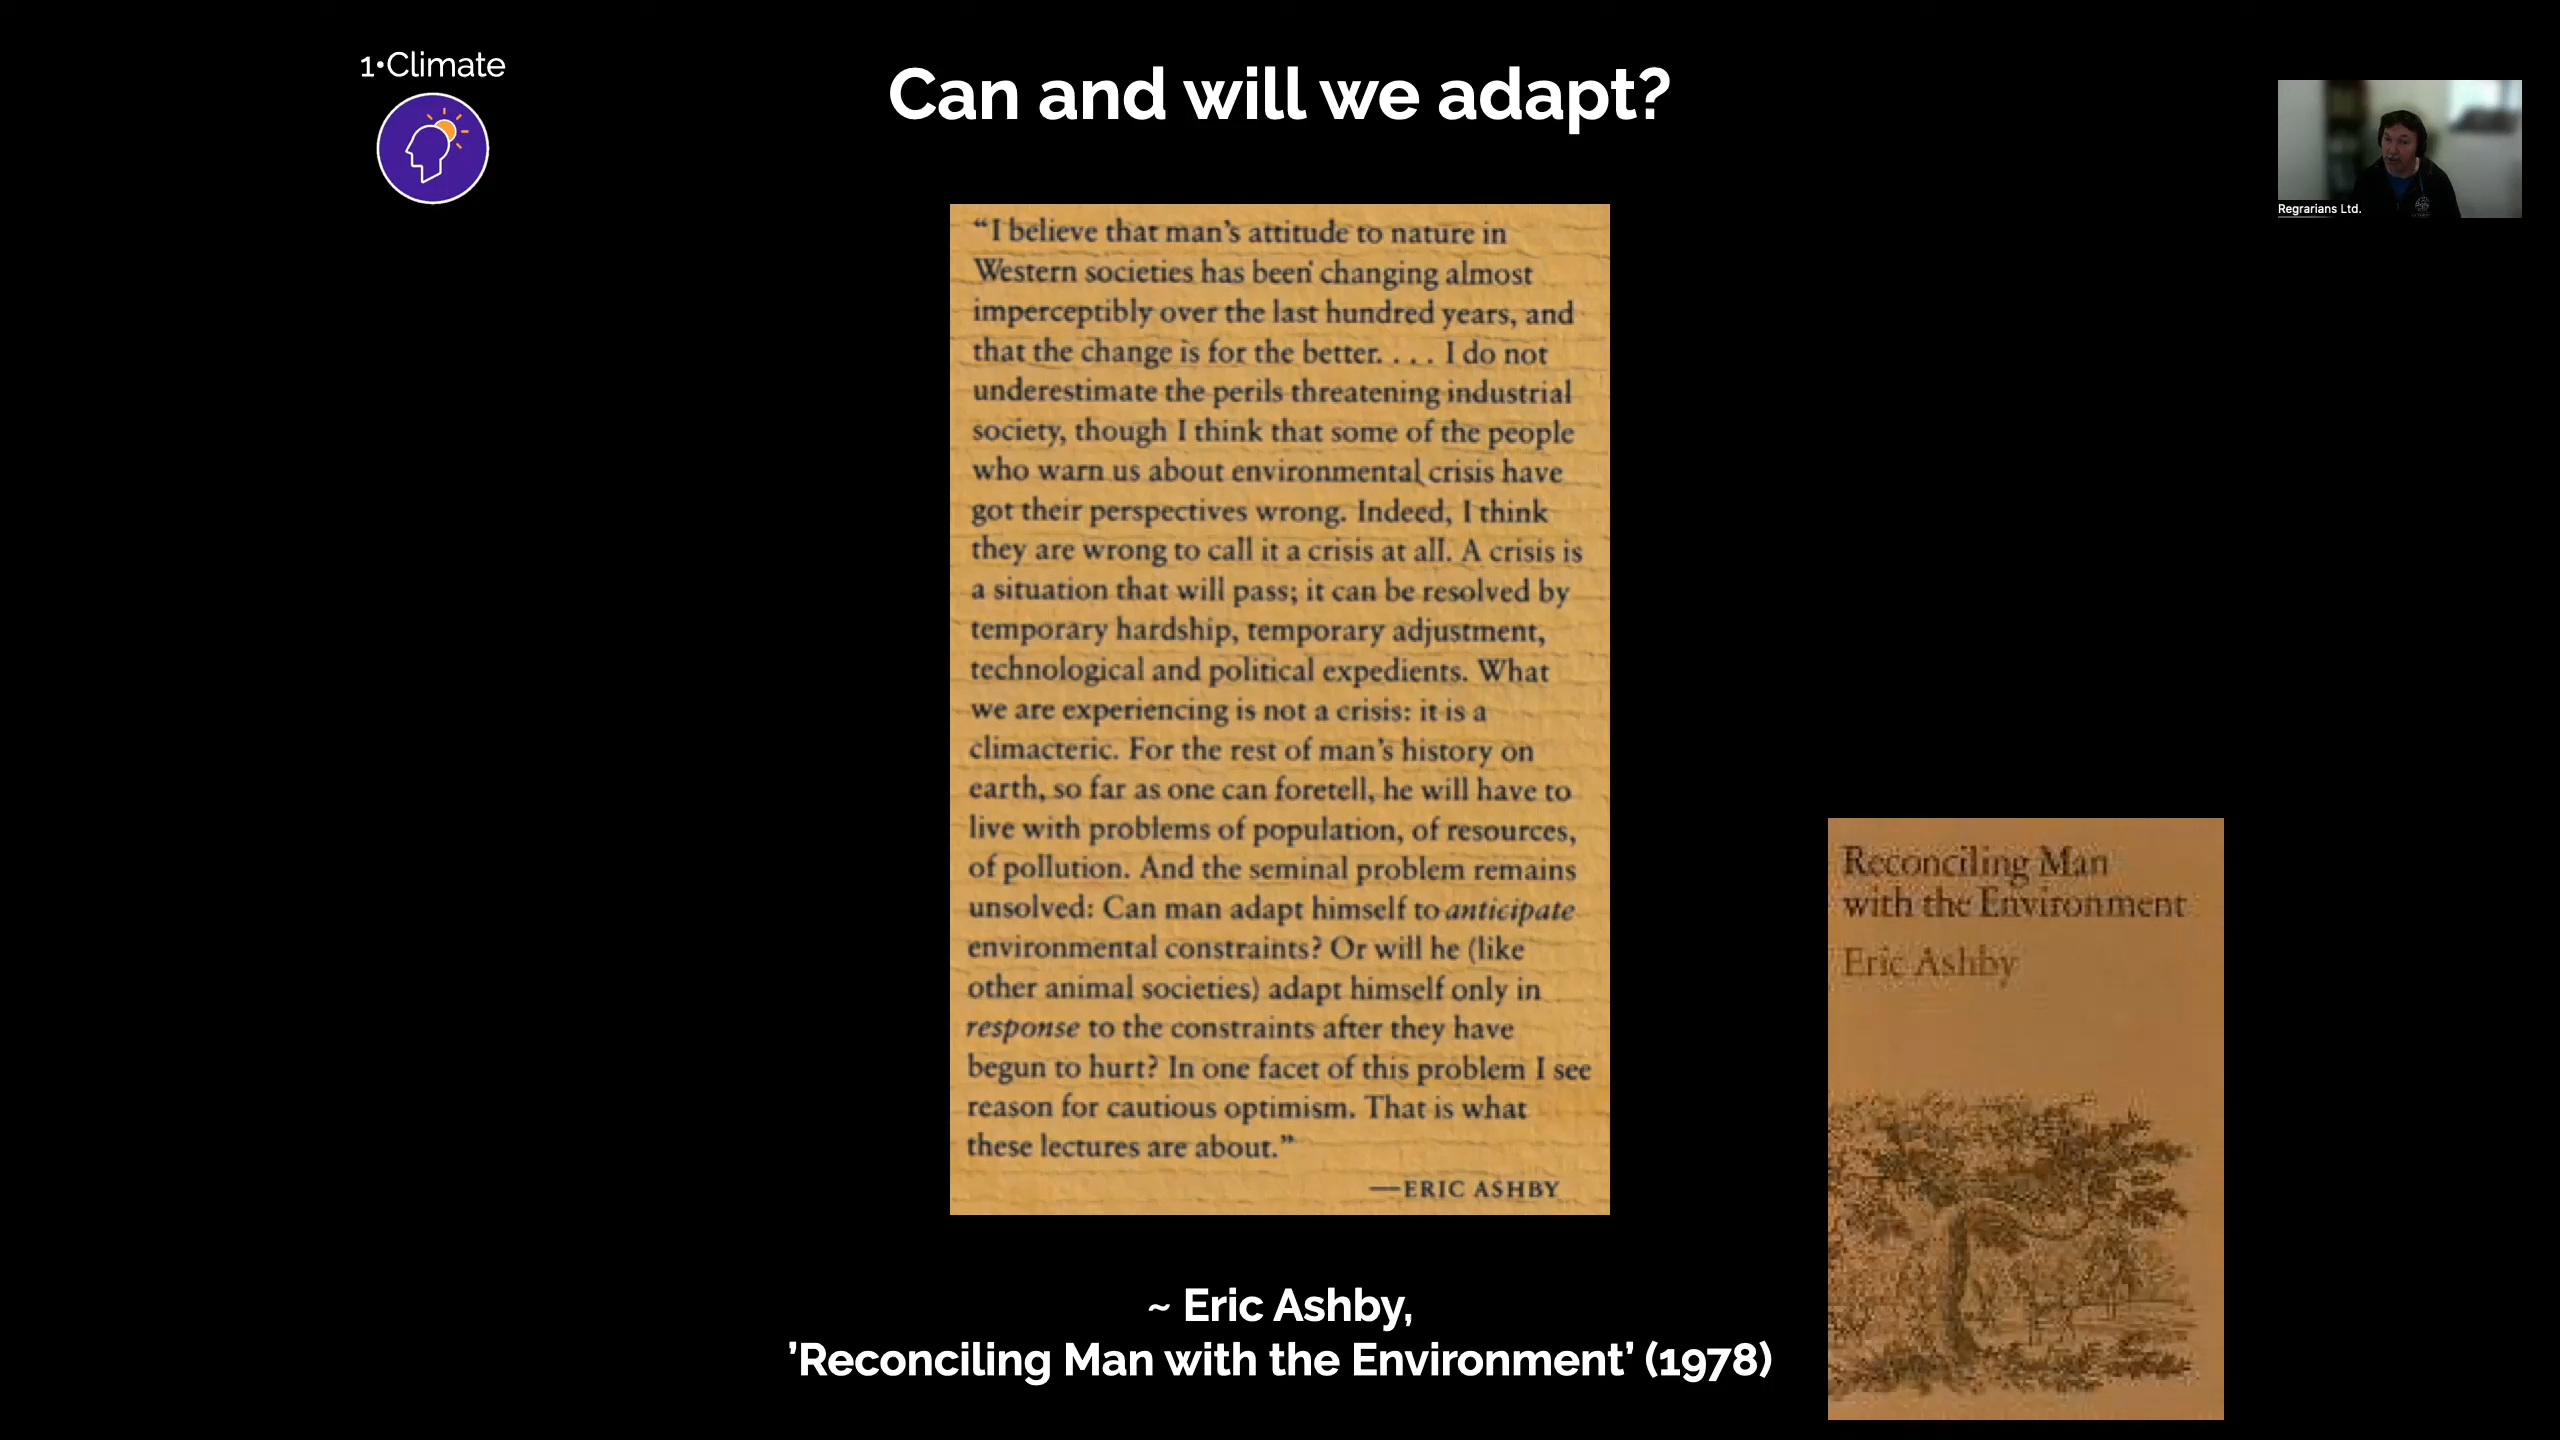 1•Climate
Can and will we adapt?
Regrarians Ltd.
“I believe that man’s attitude to nature in
Western societies has been changing almost
imperceptibly over the last hundred years, and
that the change is for the better. . . . I do not
underestimate the perils threatening industrial
society, though I think that some of the people
who warn us about environmental crisis have
got their perspectives wrong. Indeed, I think
they are wrong to call it a crisis at all. A crisis is
a situation that will pass; it can be resolved by
temporary hardship, temporary adjustment,
technological and political expedients. What
we are experiencing is not a crisis: it is a
climacteric. For the rest of man’s history on
earth, so far as one can foretell, he will have to
live with problems of population, of resources,
of pollution. And the seminal problem remains
unsolved: Can man adapt himself to anticipate
environmental constraints? Or will he (like
other animal societies) adapt himself only in
response to the constraints after they have
begun to hurt? In one facet of this problem I see
reason for cautious optimism. That is what
these lectures are about.”
—ERIC ASHBY
Reconciling Man
with the Environment
Eric Ashby
~ Eric Ashby,
’Reconciling Man with the Environment’ (1978)